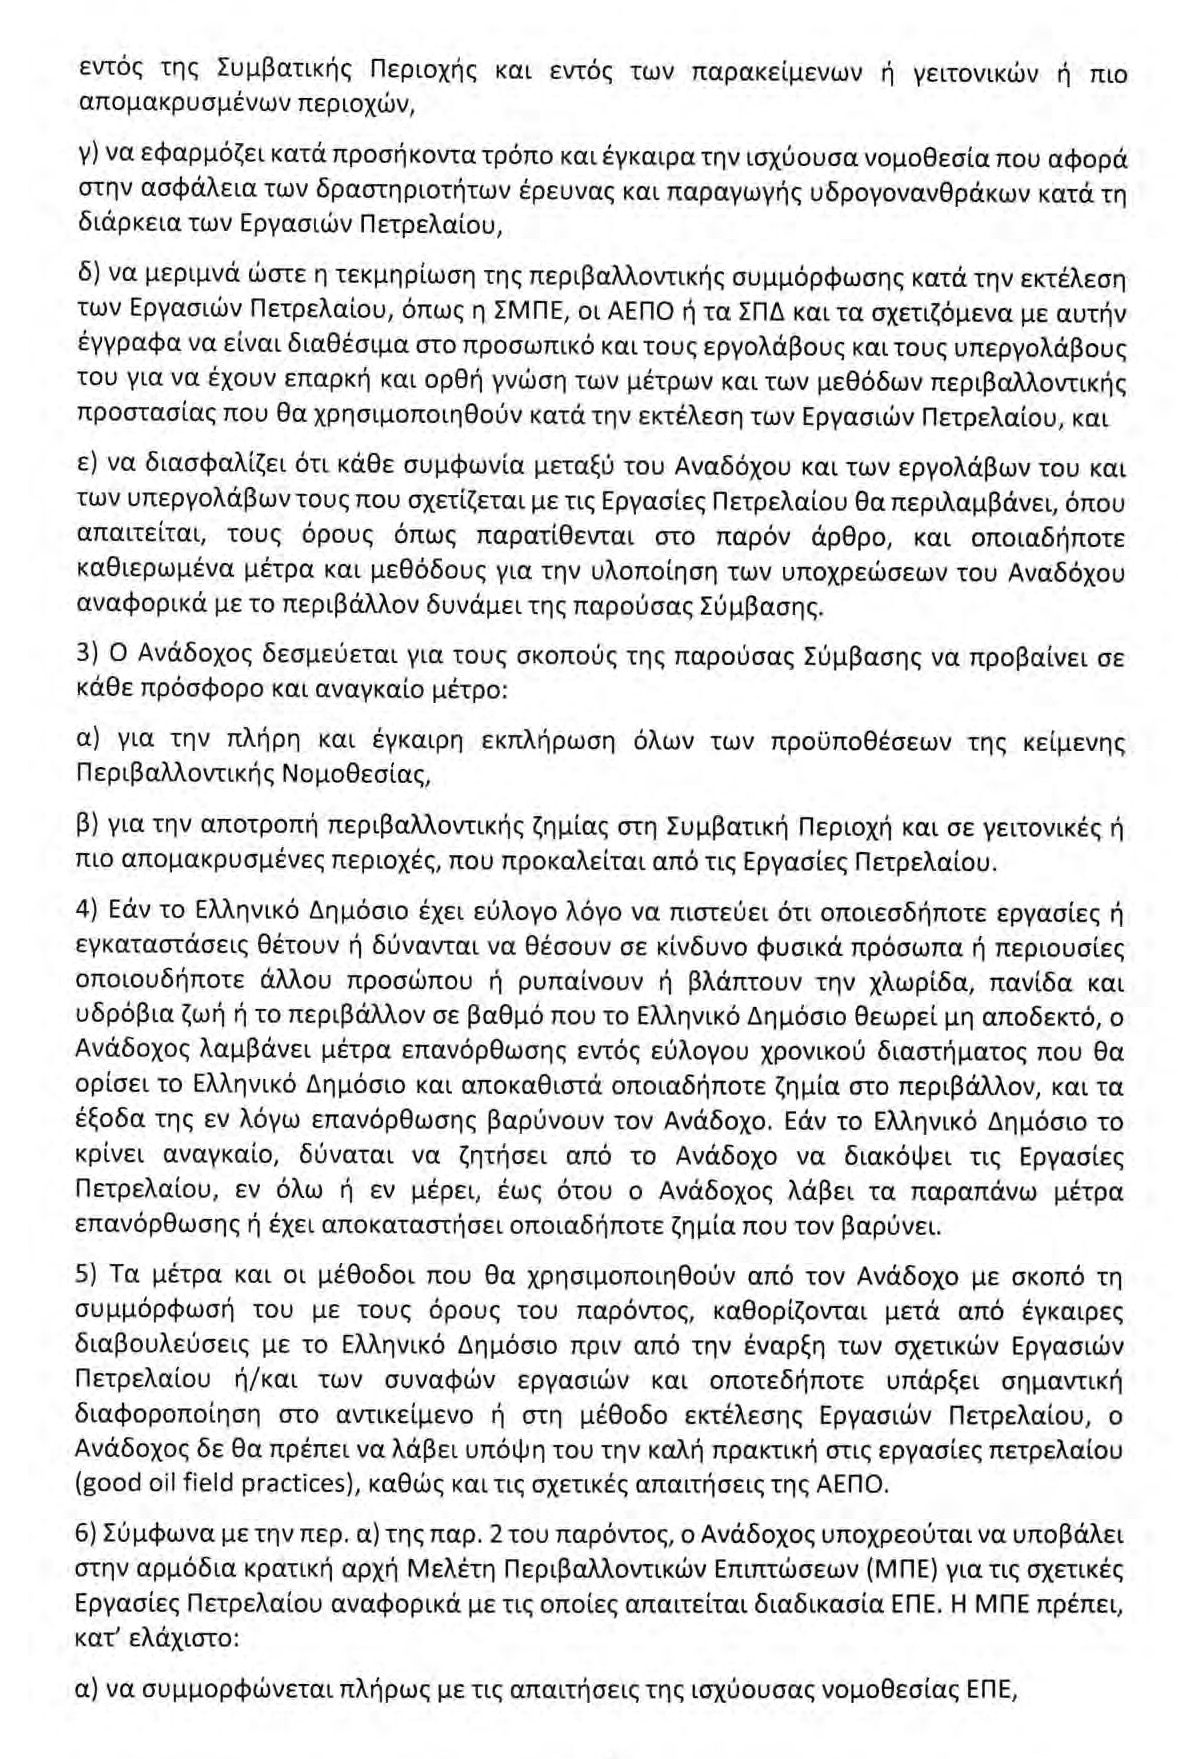 εντός της Συμβατικής Περιοχής και εντός των παρακείμενων ή γειτονικών ή πιο
απομακρυσμένων περιοχών,
γ) να εφαρμόζει κατά προσήκοντα τρόπο και έγκαιρα την ισχύουσα νομοθεσία που αφορά
στην ασφάλεια των δραστηριοτήτων έρευνας και παραγωγής υδρογονανθράκων κατά τη
διάρκεια των Εργασιών Πετρελαίου,
δ) να μεριμνά ώστε η τεκμηρίωση της περιβαλλοντικής συμμόρφωσης κατά την εκτέλεση
των Εργασιών Πετρελαίου, όπως η ΣΜΠΕ, οι ΑΕΠΟ ή τα ΣΠΔ και τα σχετιζόμενα με αυτήν
έγγραφα να είναι διαθέσιμα στο προσωπικό και τους εργολάβους και τους υπεργολάβους
του για να έχουν επαρκή και ορθή γνώση των μέτρων και των μεθόδων περιβαλλοντικής
προστασίας που θα χρησιμοποιηθούν κατά την εκτέλεση των Εργασιών Πετρελαίου, και
ε) να διασφαλίζει ότι κάθε συμφωνία μεταξύ του Αναδόχου και των εργολάβων του και
των υπεργολάβων τους που σχετίζεται με τις Εργασίες Πετρελαίου θα περιλαμβάνει, όπου
απαιτείται, τους όρους όπως παρατίθενται στο παρόν άρθρο, και οποιαδήποτε
καθιερωμένα μέτρα και μεθόδους για την υλοποίηση των υποχρεώσεων του Αναδόχου
αναφορικά με το περιβάλλον δυνάμει της παρούσας Σύμβασης.
3) Ο Ανάδοχος δεσμεύεται για τους σκοπούς της παρούσας Σύμβασης να προβαίνει σε
κάθε πρόσφορο και αναγκαίο μέτρο:
α) για την πλήρη και έγκαιρη εκπλήρωση όλων των προϋποθέσεων της κείμενης
Περιβαλλοντικής Νομοθεσίας,
β) για την αποτροπή περιβαλλοντικής ζημίας στη Συμβατική Περιοχή και σε γειτονικές ή
πιο απομακρυσμένες περιοχές, που προκαλείται από τις Εργασίες Πετρελαίου.
4) Εάν το Ελληνικό Δημόσιο έχει εύλογο λόγο να πιστεύει ότι οποιεσδήποτε εργασίες ή
εγκαταστάσεις θέτουν ή δύνανται να θέσουν σε κίνδυνο φυσικά πρόσωπα ή περιουσίες
οποιουδήποτε άλλου προσώπου ή ρυπαίνουν ή βλάπτουν την χλωρίδα, πανίδα και
υδρόβια ζωή ή το περιβάλλον σε βαθμό που το Ελληνικό Δημόσιο θεωρεί μη αποδεκτό, ο
Ανάδοχος λαμβάνει μέτρα επανόρθωσης εντός εύλογου χρονικού διαστήματος που θα
ορίσει το Ελληνικό Δημόσιο και αποκαθιστά οποιαδήποτε ζημία στο περιβάλλον, και τα
έξοδα της εν λόγω επανόρθωσης βαρύνουν τον Ανάδοχο. Εάν το Ελληνικό Δημόσιο το
κρίνει αναγκαίο, δύναται να ζητήσει από το Ανάδοχο να διακόψει τις Εργασίες
Πετρελαίου, εν όλω ή εν μέρει, έως ότου ο Ανάδοχος λάβει τα παραπάνω μέτρα
επανόρθωσης ή έχει αποκαταστήσει οποιαδήποτε ζημία που τον βαρύνει.
5) Τα μέτρα και οι μέθοδοι που θα χρησιμοποιηθούν από τον Ανάδοχο με σκοπό τη
συμμόρφωσή του με τους όρους του παρόντος, καθορίζονται μετά από έγκαιρες
διαβουλεύσεις με το Ελληνικό Δημόσιο πριν από την έναρξη των σχετικών Εργασιών
Πετρελαίου ή/και των συναφών εργασιών και οποτεδήποτε υπάρξει σημαντική
διαφοροποίηση στο αντικείμενο ή στη μέθοδο εκτέλεσης Εργασιών Πετρελαίου, ο
Ανάδοχος δε θα πρέπει να λάβει υπόψη του την καλή πρακτική στις εργασίες πετρελαίου
(good oil field practices), καθώς και τις σχετικές απαιτήσεις της ΑΕΠΟ.
6) Σύμφωνα με την περ. α) της παρ. 2 του παρόντος, ο Ανάδοχος υποχρεούται να υποβάλει
στην αρμόδια κρατική αρχή Μελέτη Περιβαλλοντικών Επιπτώσεων (ΜΠΕ) για τις σχετικές
Εργασίες Πετρελαίου αναφορικά με τις οποίες απαιτείται διαδικασία ΕΠΕ. Η ΜΠΕ πρέπει,
κατ' ελάχιστο:
α) να συμμορφώνεται πλήρως με τις απαιτήσεις της ισχύουσας νομοθεσίας ΕΠΕ,